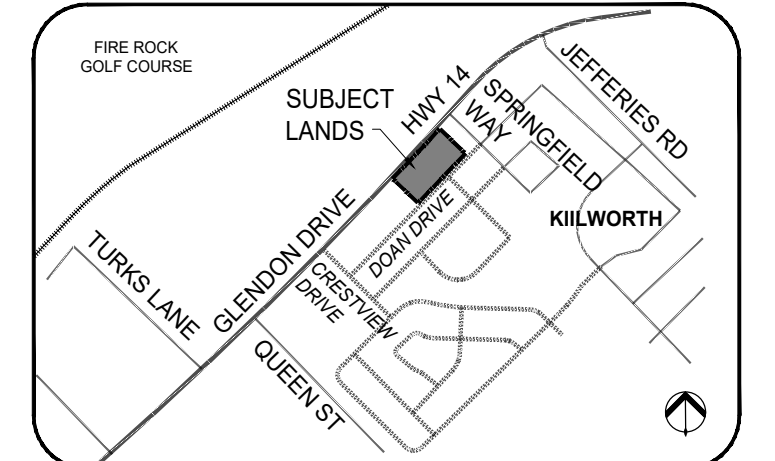 FIRE ROCK
GOLF COURSE
SUBJECT
LANDS
HWY 14
SPRINGFIELD
WAY
JEFFERIES RD
KIILWORTH
DOAN DRIVE
GLENDON DRIVE
CRESTVIEW
DRIVE
TURKS LANE
QUEEN ST